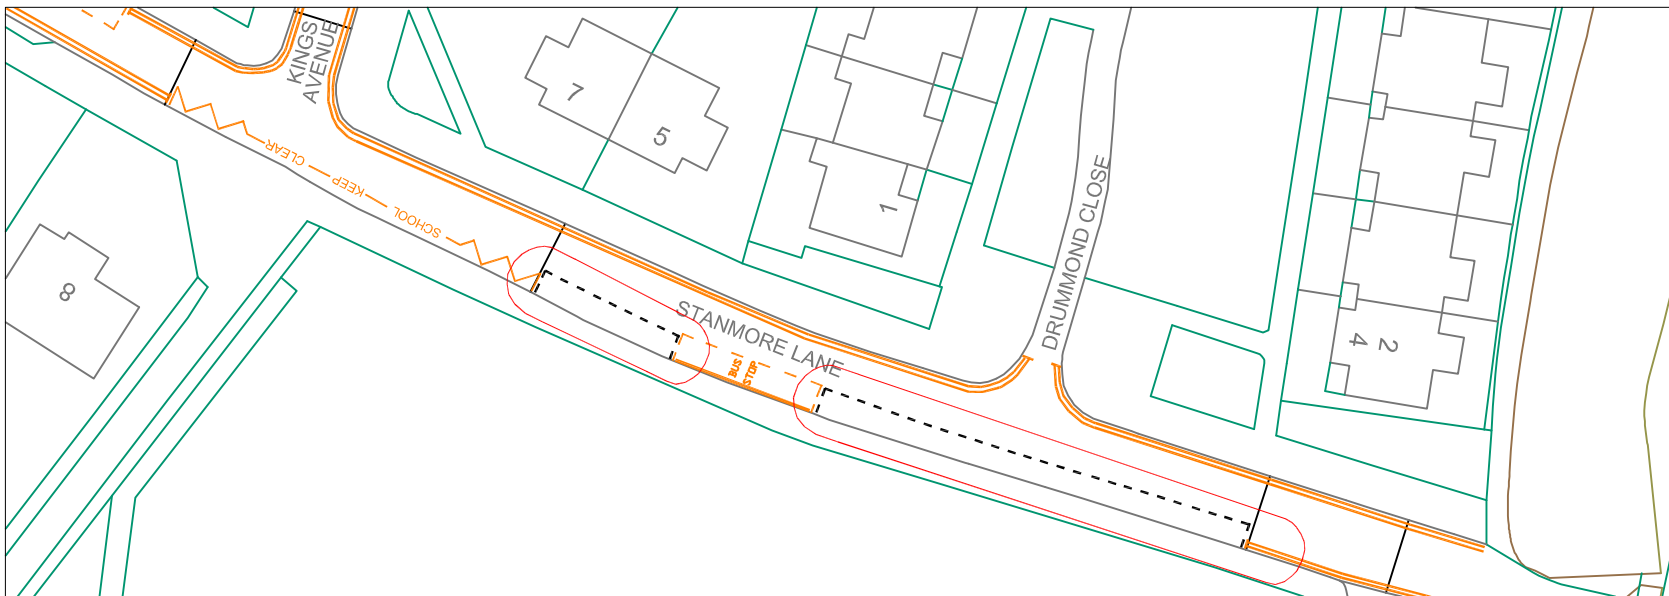 KINGS
AVENUE
7
5
1
DRUMMOND CLOSE
CLEAR
KEEP
SCHOOL
8
STANMORE LANE
BUS
STOP
2
4